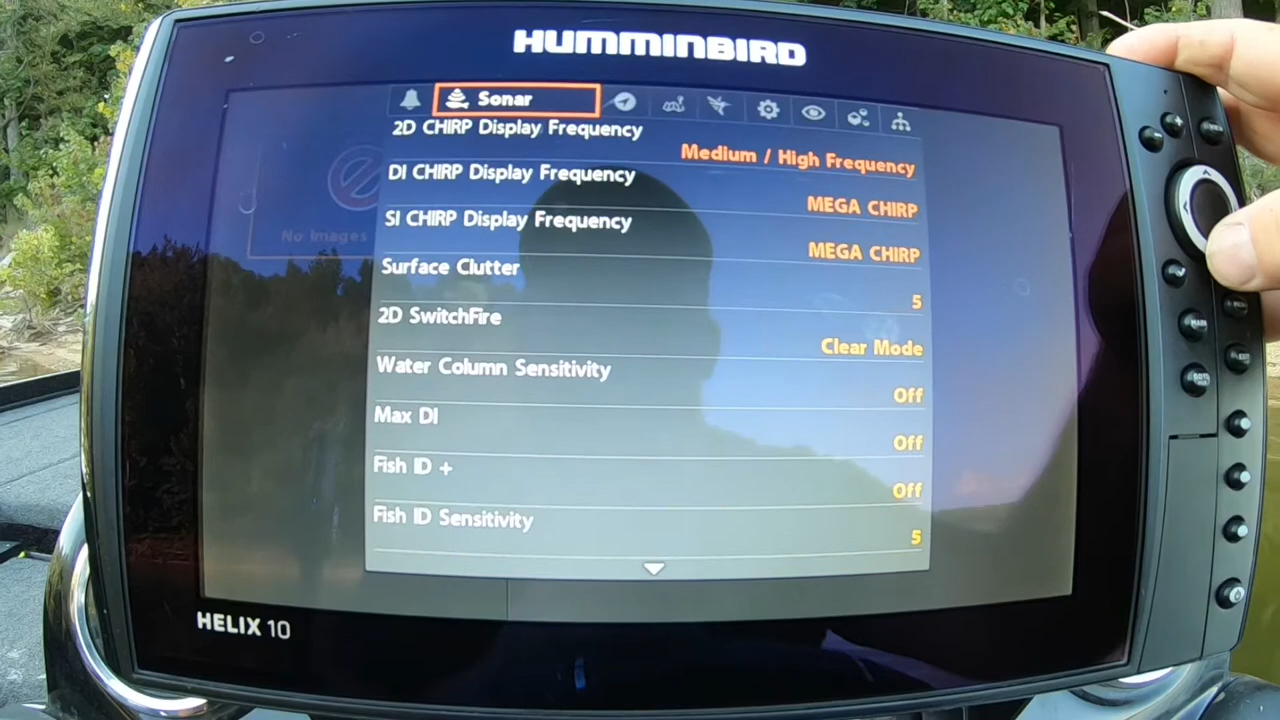 HUMMINBIRD
Sonar
2D CHIRP Display Frequency
Medium / High Frequency
DI CHIRP Display Frequency
MEGA CHIRP
SI CHIRP Display Frequency
MEGA CHIRP
No Images
Surface Clutter
5
2D SwitchFire
Clear Mode
Water Column Sensitivity
Off
Max DI
Off
Fish ID +
Off
Fish ID Sensitivity
5
HELIX 10